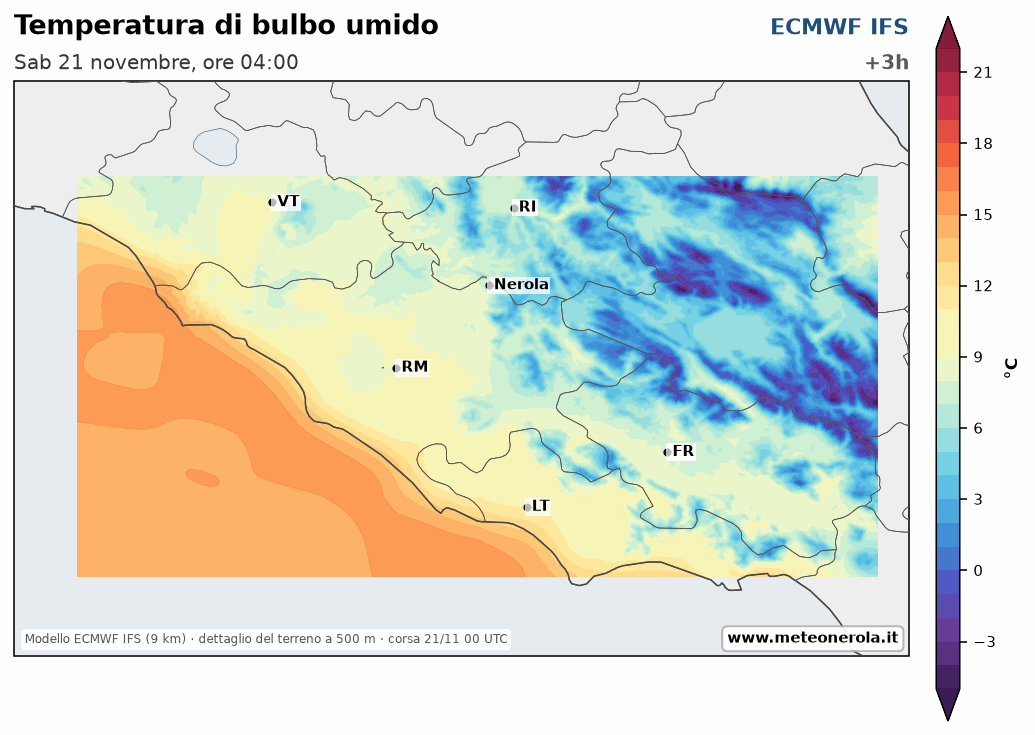 Temperatura di bulbo umido
ECMWF IFS
Sab 21 novembre, ore 04:00
+3h
VT
RI
Nerola
RM
FR
LT
21
18
15
12
9
6
3
0
−3
°C
Modello ECMWF IFS (9 km) · dettaglio del terreno a 500 m · corsa 21/11 00 UTC
www.meteonerola.it